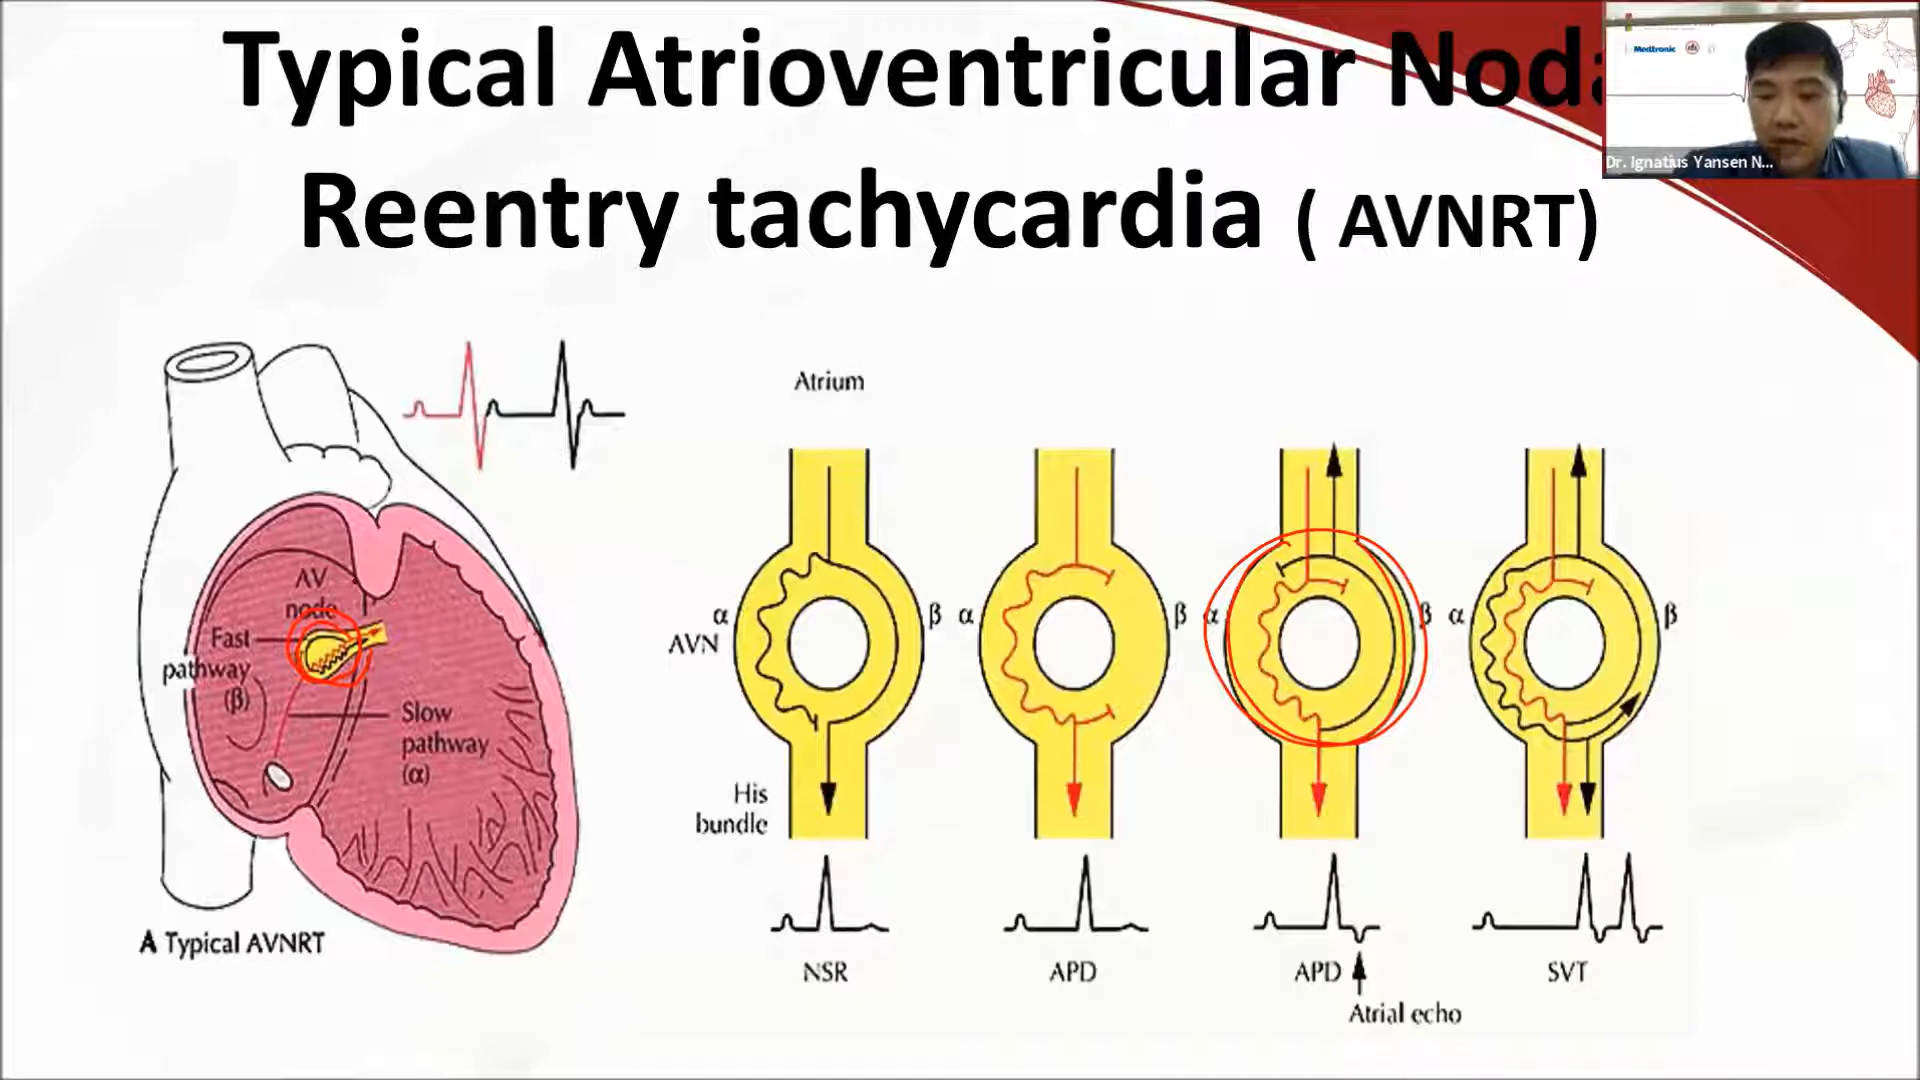 Typical Atrioventricular Noda
Reentry tachycardia ( AVNRT)
Medtronic
Dr. Ignatius Yansen N...
Atrium
AV
node
Fast
pathway
(β)
Slow
pathway
(α)
A Typical AVNRT
α
AVN
β
α
β
α
β
α
β
His
bundle
NSR
APD
APD
SVT
Atrial echo